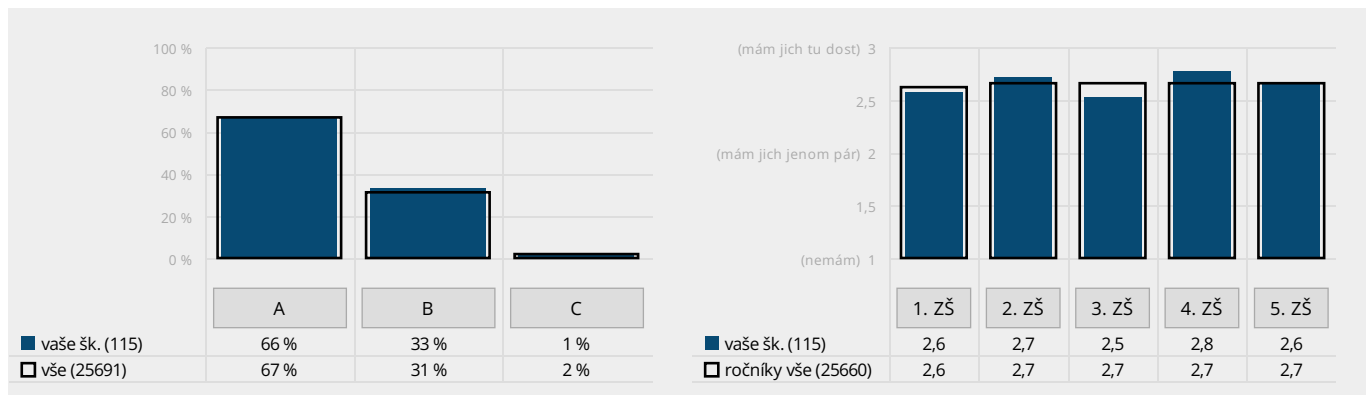 100 %
80 %
60 %
40 %
20 %
0 %
A B C
vaše šk. (115) 66 % 33 % 1 %
vše (25691) 67 % 31 % 2 %
(mám jich tu dost) 3
2,5
(mám jich jenom pár) 2
1,5
(nemám) 1
1. ZŠ 2. ZŠ 3. ZŠ 4. ZŠ 5. ZŠ
vaše šk. (115) 2,6 2,7 2,5 2,8 2,6
ročníky vše (25660) 2,6 2,7 2,7 2,7 2,7